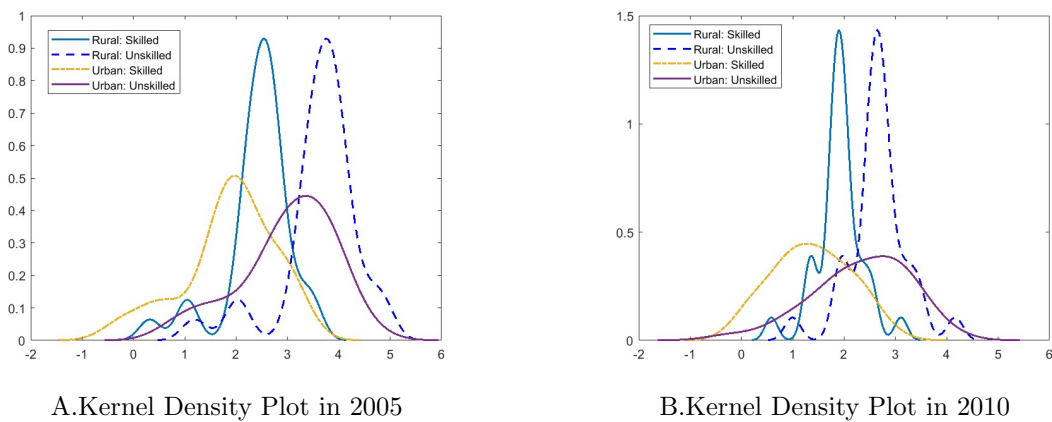 1
0.9
0.8
0.7
0.6
0.5
0.4
0.3
0.2
0.1
0
-2 -1 0 1 2 3 4 5 6
Rural: Skilled
Rural: Unskilled
Urban: Skilled
Urban: Unskilled
A.Kernel Density Plot in 2005
1.5
1
0.5
0
-2 -1 0 1 2 3 4 5 6
Rural: Skilled
Rural: Unskilled
Urban: Skilled
Urban: Unskilled
B.Kernel Density Plot in 2010